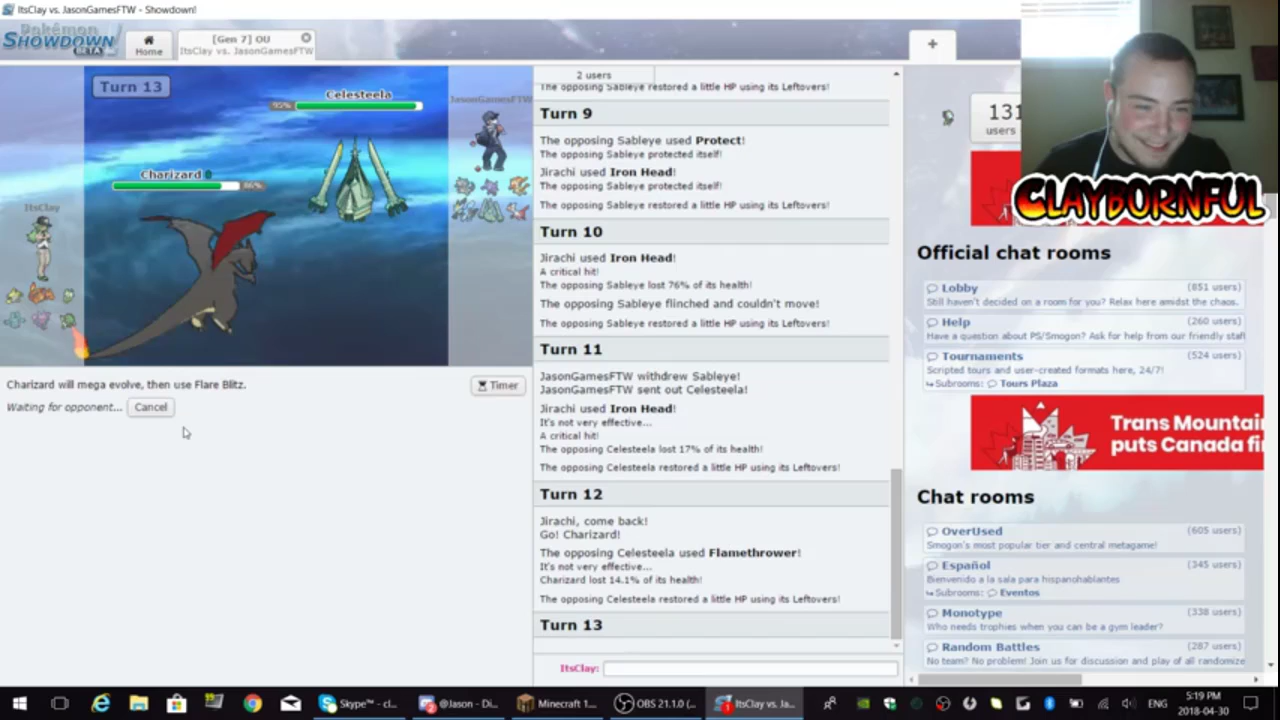 ItsClay vs. JasonGamesFTW - Showdown!
Pokémon
SHOWDOWN
BETA
Home
[Gen 7] OU
ItsClay vs. JasonGamesFTW
+
Turn 13
95%
Celesteela
JasonGamesFTW
Charizard
86%
ItsClay
Charizard will mega evolve, then use Flare Blitz.
Timer
Waiting for opponent...
Cancel
2 users
The opposing Sableye restored a little HP using its Leftovers!
Turn 9
The opposing Sableye used Protect!
The opposing Sableye protected itself!
Jirachi used Iron Head!
The opposing Sableye protected itself!
The opposing Sableye restored a little HP using its Leftovers!
Turn 10
Jirachi used Iron Head!
A critical hit!
The opposing Sableye lost 76% of its health!
The opposing Sableye flinched and couldn't move!
The opposing Sableye restored a little HP using its Leftovers!
Turn 11
JasonGamesFTW withdrew Sableye!
JasonGamesFTW sent out Celesteela!
Jirachi used Iron Head!
It's not very effective...
A critical hit!
The opposing Celesteela lost 17% of its health!
The opposing Celesteela restored a little HP using its Leftovers!
Turn 12
Jirachi, come back!
Go! Charizard!
The opposing Celesteela used Flamethrower!
It's not very effective...
Charizard lost 14.1% of its health!
The opposing Celesteela restored a little HP using its Leftovers!
Turn 13
ItsClay:
131
users
CLAYBORNFUL
Official chat rooms
Lobby
(851 users)
Still haven't decided on a room for you? Relax here amidst the chaos.
Help
(260 users)
Have a question about PS/Smogon? Ask for help from our friendly staff
Tournaments
(524 users)
Scripted tours and user-created formats here, 24/7!
Subrooms: Tours Plaza
Trans Mountain
puts Canada fi
Chat rooms
OverUsed
(605 users)
Smogon's most popular tier and central metagame!
Español
(345 users)
Bienvenido a la sala para hispanohablantes
Subrooms: Eventos
Monotype
(338 users)
Who needs trophies when you can be a gym leader?
Random Battles
(287 users)
No team? No problem! Join us for discussion and play of all randomize
Skype™ - cl...
@Jason - Di...
Minecraft 1...
OBS 21.1.0 (...
ItsClay vs. Ja...
ENG
5:19 PM
2018-04-30